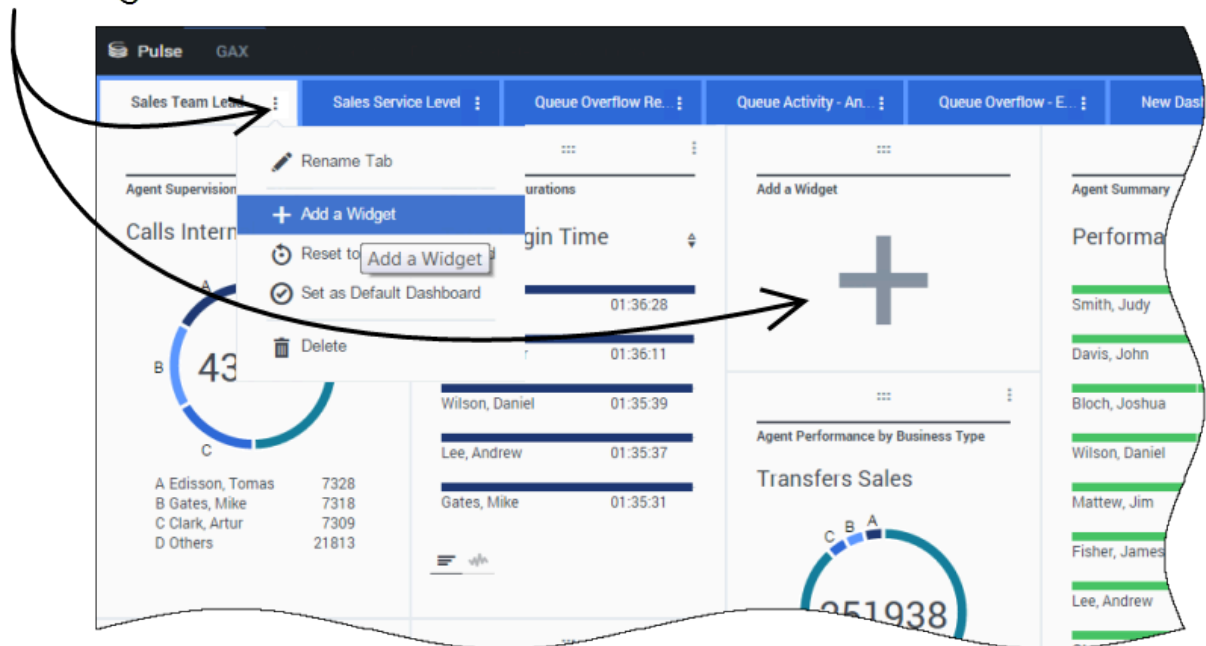 Pulse GAX
Sales Team Lead
Sales Service Level
Queue Overflow Re...
Queue Activity - An...
Queue Overflow - E...
New Dash
Rename Tab
Add a Widget
Reset to
Add a Widget
Set as Default Dashboard
Delete
Agent Supervision
Calls Intern
A
B
C
43
A Edisson, Tomas 7328
B Gates, Mike 7318
C Clark, Artur 7309
D Others 21813
urations
gin Time
01:36:28
01:36:11
Wilson, Daniel 01:35:39
Lee, Andrew 01:35:37
Gates, Mike 01:35:31
Add a Widget
Agent Performance by Business Type
Transfers Sales
C B A
251938
Agent Summary
Performa
Smith, Judy
Davis, John
Bloch, Joshua
Wilson, Daniel
Mattew, Jim
Fisher, James
Lee, Andrew